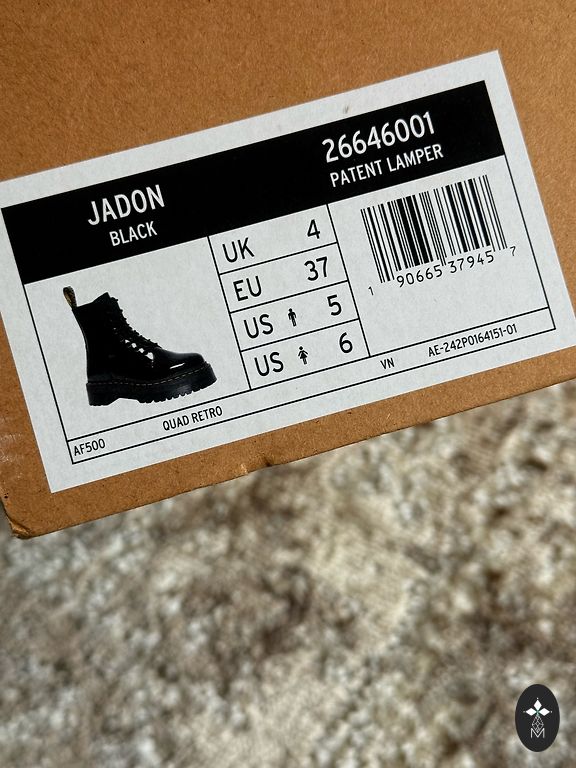 JADON
BLACK
26646001
PATENT LAMPER
UK 4
EU 37
US 5
US 6
1 90665 37945 7
AF500
QUAD RETRO
VN
AE-242P0164151-01
M